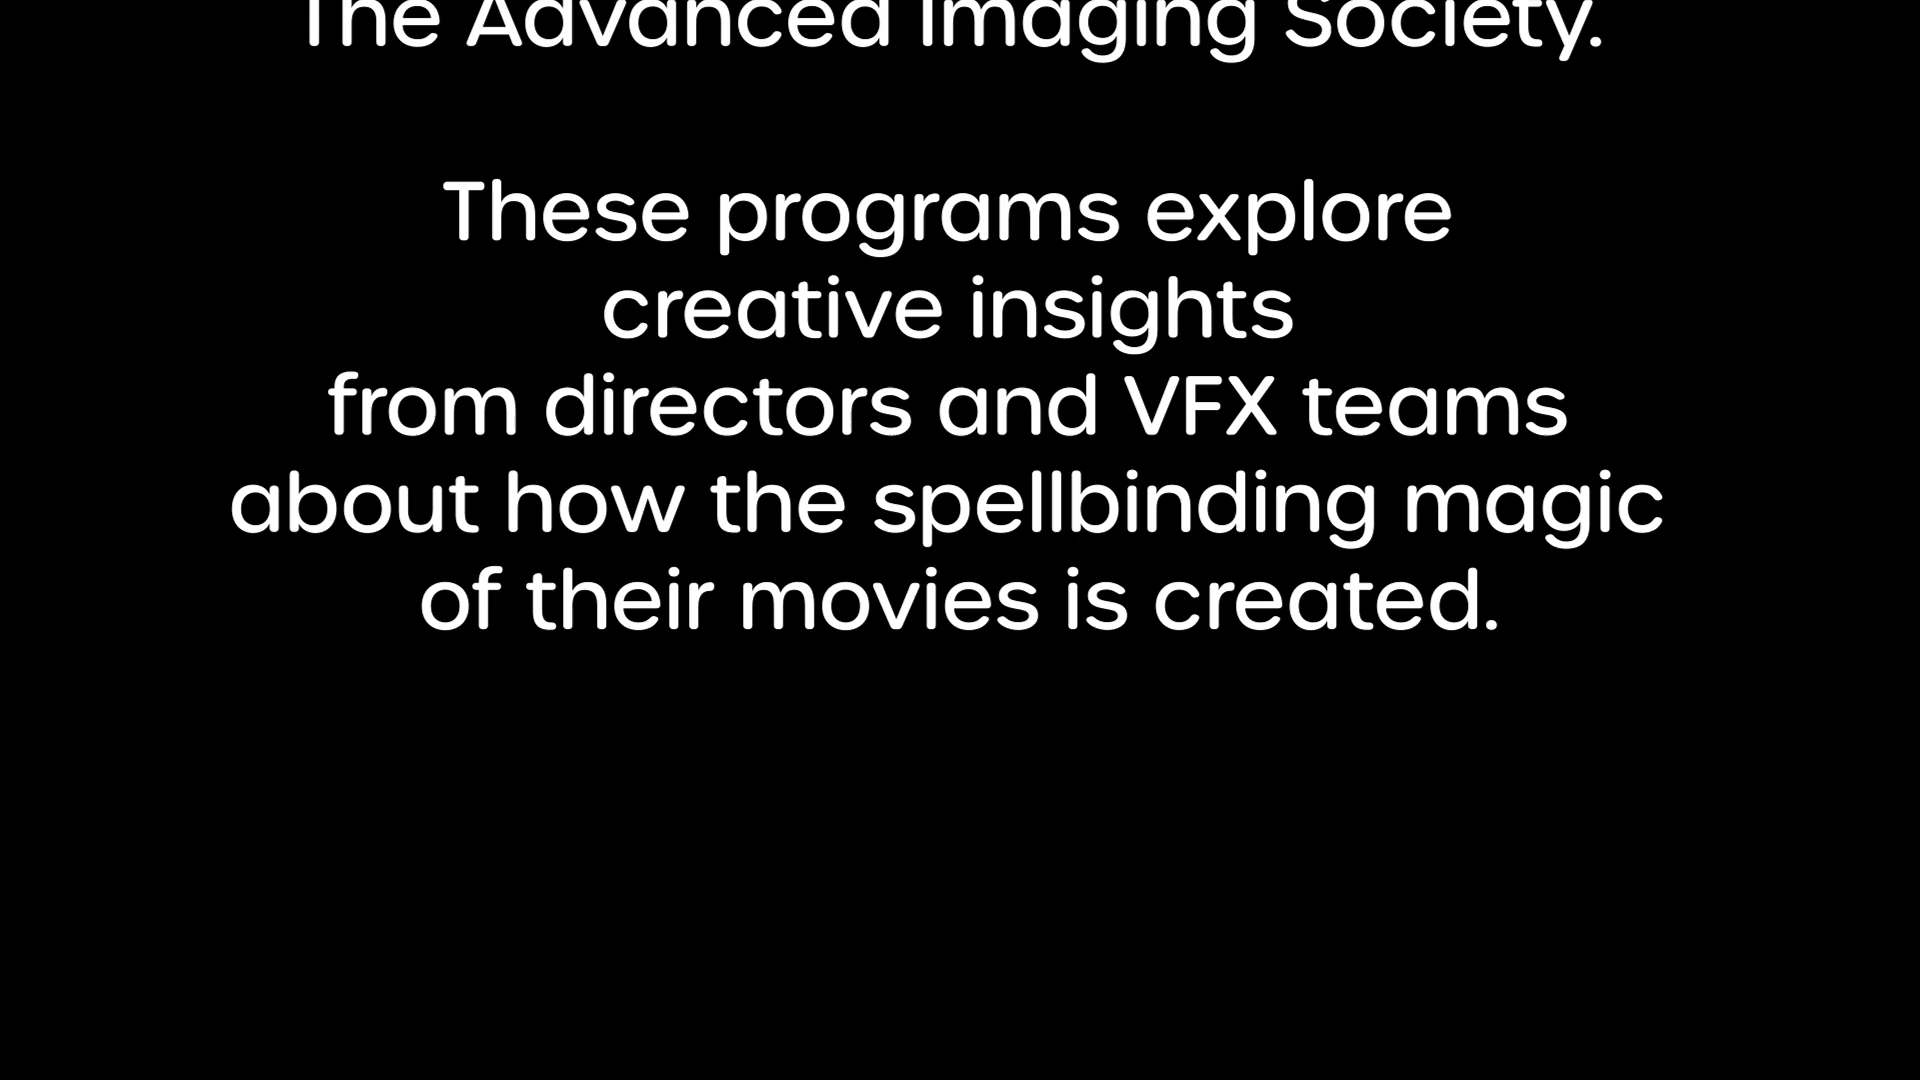 The Advanced Imaging Society.
These programs explore
creative insights
from directors and VFX teams
about how the spellbinding magic
of their movies is created.